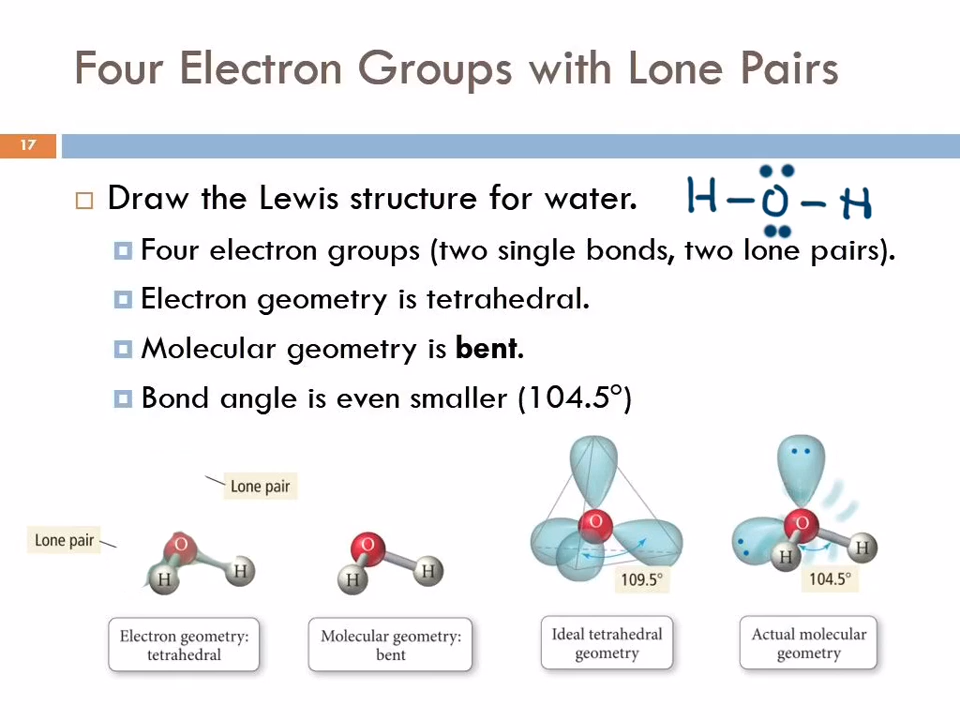 Four Electron Groups with Lone Pairs
17
Draw the Lewis structure for water.
H – O – H
Four electron groups (two single bonds, two lone pairs).
Electron geometry is tetrahedral.
Molecular geometry is bent.
Bond angle is even smaller (104.5°)
Lone pair
Lone pair
O
H
H
Electron geometry:
tetrahedral
O
H
H
Molecular geometry:
bent
O
109.5°
Ideal tetrahedral
geometry
O
H
H
104.5°
Actual molecular
geometry